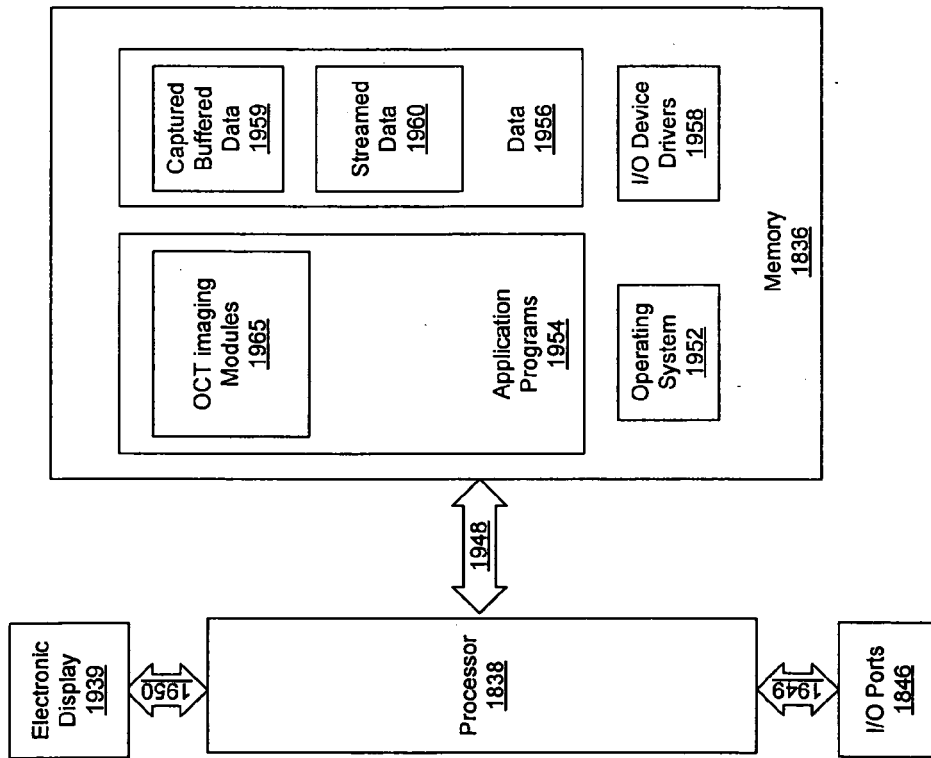 Electronic
Display
1939
1950
Processor
1838
1949
I/O Ports
1846
1948
OCT imaging
Modules
1965
Application
Programs
1954
Captured
Buffered
Data
1959
Streamed
Data
1960
Data
1956
Operating
System
1952
I/O Device
Drivers
1958
Memory
1836